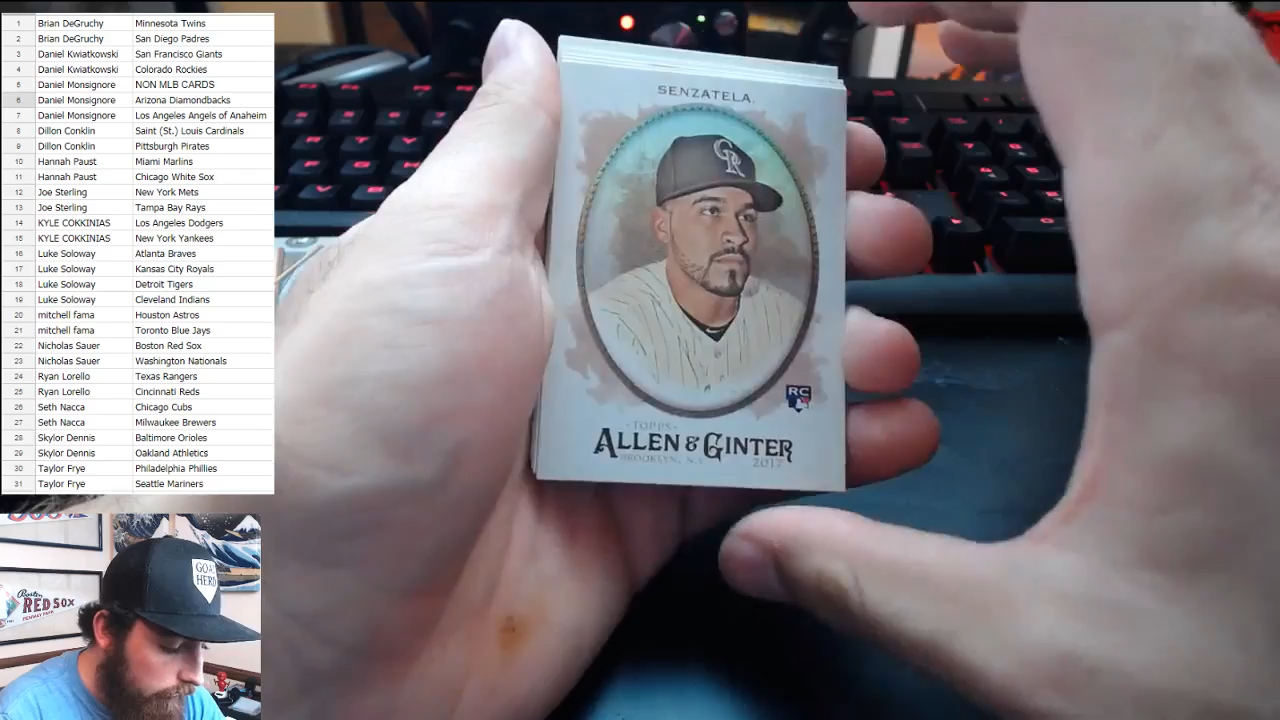 1 Brian DeGruchy Minnesota Twins
2 Brian DeGruchy San Diego Padres
3 Daniel Kwiatkowski San Francisco Giants
4 Daniel Kwiatkowski Colorado Rockies
5 Daniel Monsignore NON MLB CARDS
6 Daniel Monsignore Arizona Diamondbacks
7 Daniel Monsignore Los Angeles Angels of Anaheim
8 Dillon Conklin Saint (St.) Louis Cardinals
9 Dillon Conklin Pittsburgh Pirates
10 Hannah Paust Miami Marlins
11 Hannah Paust Chicago White Sox
12 Joe Sterling New York Mets
13 Joe Sterling Tampa Bay Rays
14 KYLE COKKINIAS Los Angeles Dodgers
15 KYLE COKKINIAS New York Yankees
16 Luke Soloway Atlanta Braves
17 Luke Soloway Kansas City Royals
18 Luke Soloway Detroit Tigers
19 Luke Soloway Cleveland Indians
20 mitchell fama Houston Astros
21 mitchell fama Toronto Blue Jays
22 Nicholas Sauer Boston Red Sox
23 Nicholas Sauer Washington Nationals
24 Ryan Lorello Texas Rangers
25 Ryan Lorello Cincinnati Reds
26 Seth Nacca Chicago Cubs
27 Seth Nacca Milwaukee Brewers
28 Skylor Dennis Baltimore Orioles
29 Skylor Dennis Oakland Athletics
30 Taylor Frye Philadelphia Phillies
31 Taylor Frye Seattle Mariners
SENZATELA
CR
RC
-TOPPS-
ALLEN & GINTER
BROOKLYN, N.Y. 2017
HERD
Boston
RED SOX
FENWAY PARK